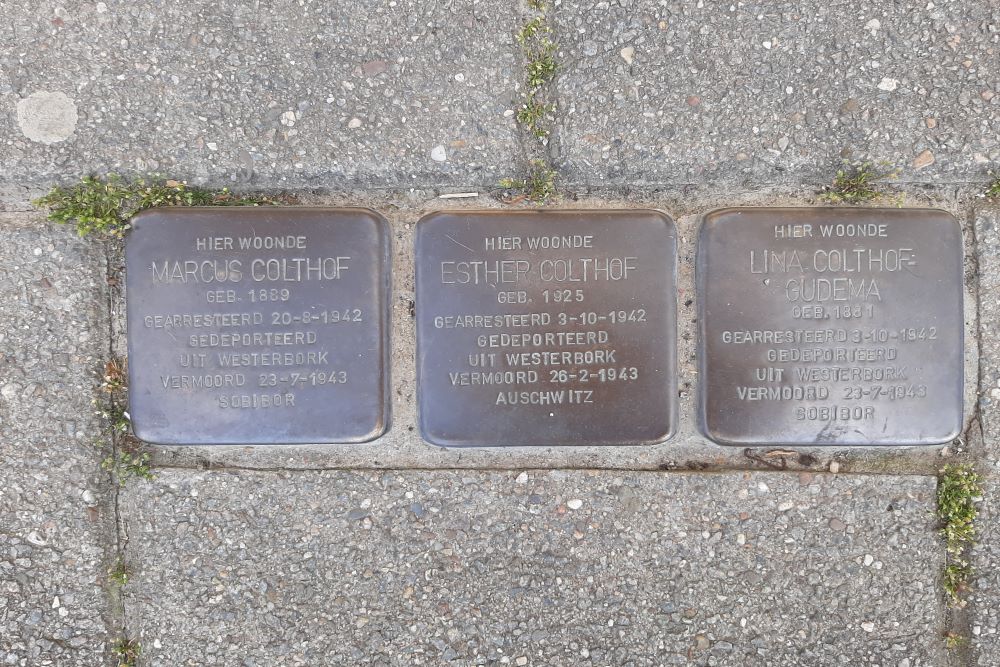 HIER WOONDE
MARCUS COLTHOF
GEB. 1889
GEARRESTEERD 20-8-1942
GEDEPORTEERD
UIT WESTERBORK
VERMOORD 23-7-1943
SOBIBOR
HIER WOONDE
ESTHER COLTHOF
GEB. 1925
GEARRESTEERD 3-10-1942
GEDEPORTEERD
UIT WESTERBORK
VERMOORD 26-2-1943
AUSCHWITZ
HIER WOONDE
LINA COLTHOF-
GUDEMA
GEB. 1881
GEARRESTEERD 3-10-1942
GEDEPORTEERD
UIT WESTERBORK
VERMOORD 23-7-1943
SOBIBOR